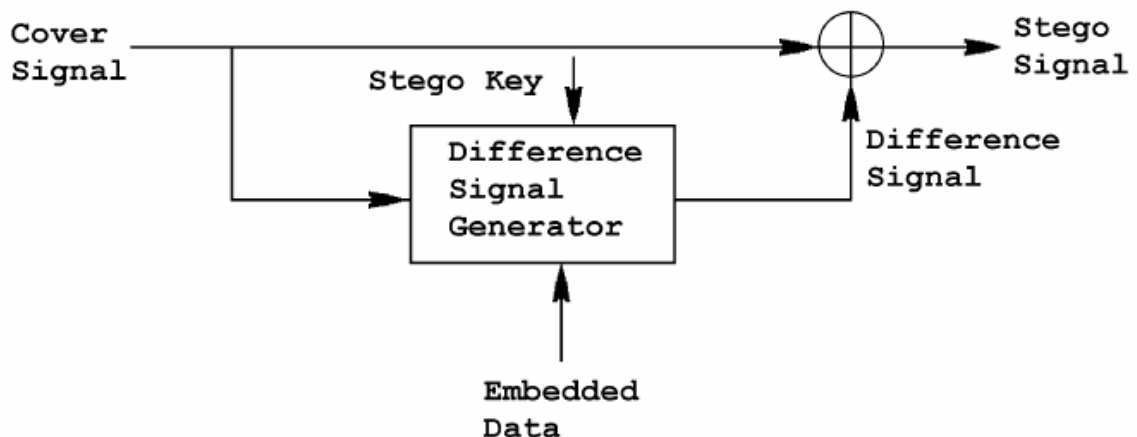 Cover
Signal
Stego
Signal
Stego Key
Difference
Signal
Generator
Difference
Signal
Embedded
Data